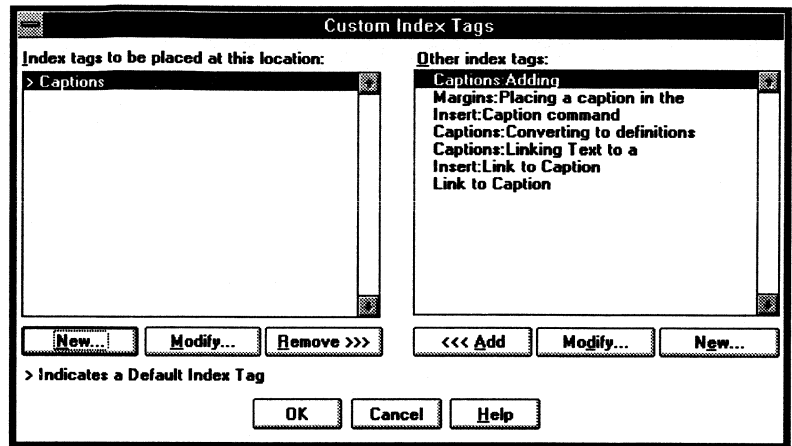 Custom Index Tags
Index tags to be placed at this location:
> Captions
Other index tags:
Captions:Adding
Margins:Placing a caption in the
Insert:Caption command
Captions:Converting to definitions
Captions:Linking Text to a
Insert:Link to Caption
Link to Caption
New... Modify... Remove >>> <<< Add Modify... New...
> Indicates a Default Index Tag
OK Cancel Help